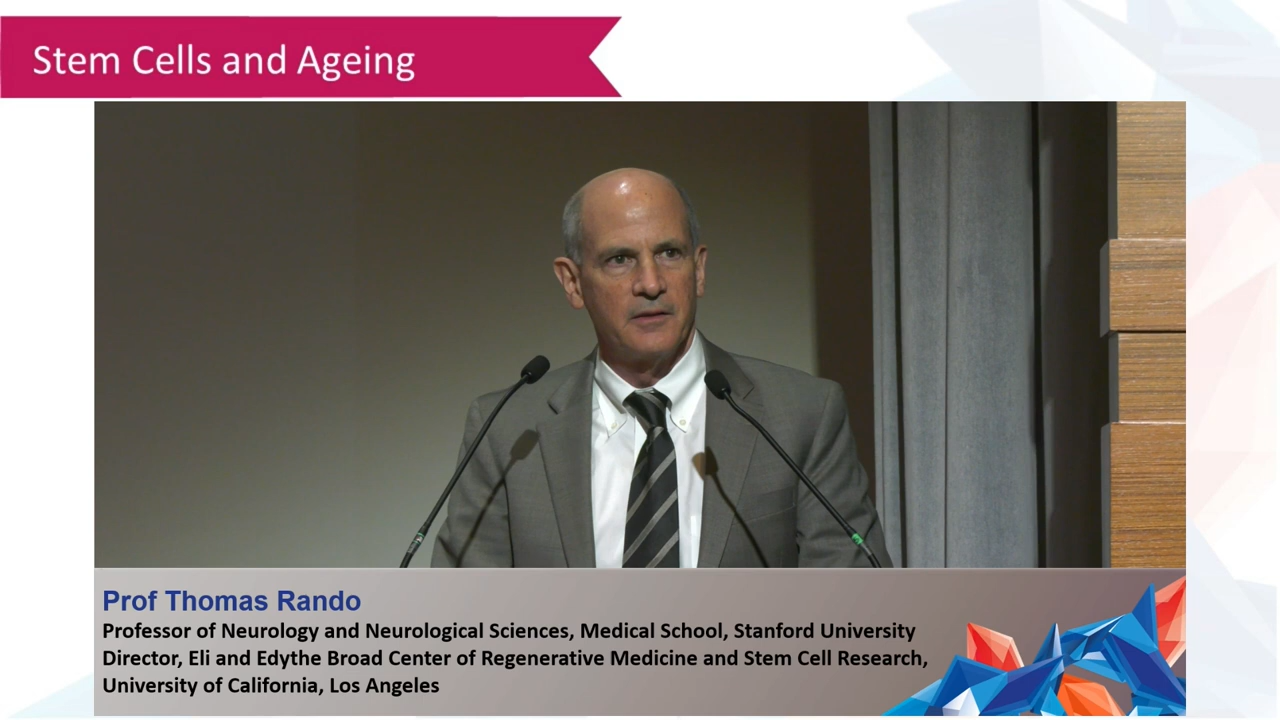 Stem Cells and Ageing
Prof Thomas Rando
Professor of Neurology and Neurological Sciences, Medical School, Stanford University
Director, Eli and Edythe Broad Center of Regenerative Medicine and Stem Cell Research,
University of California, Los Angeles